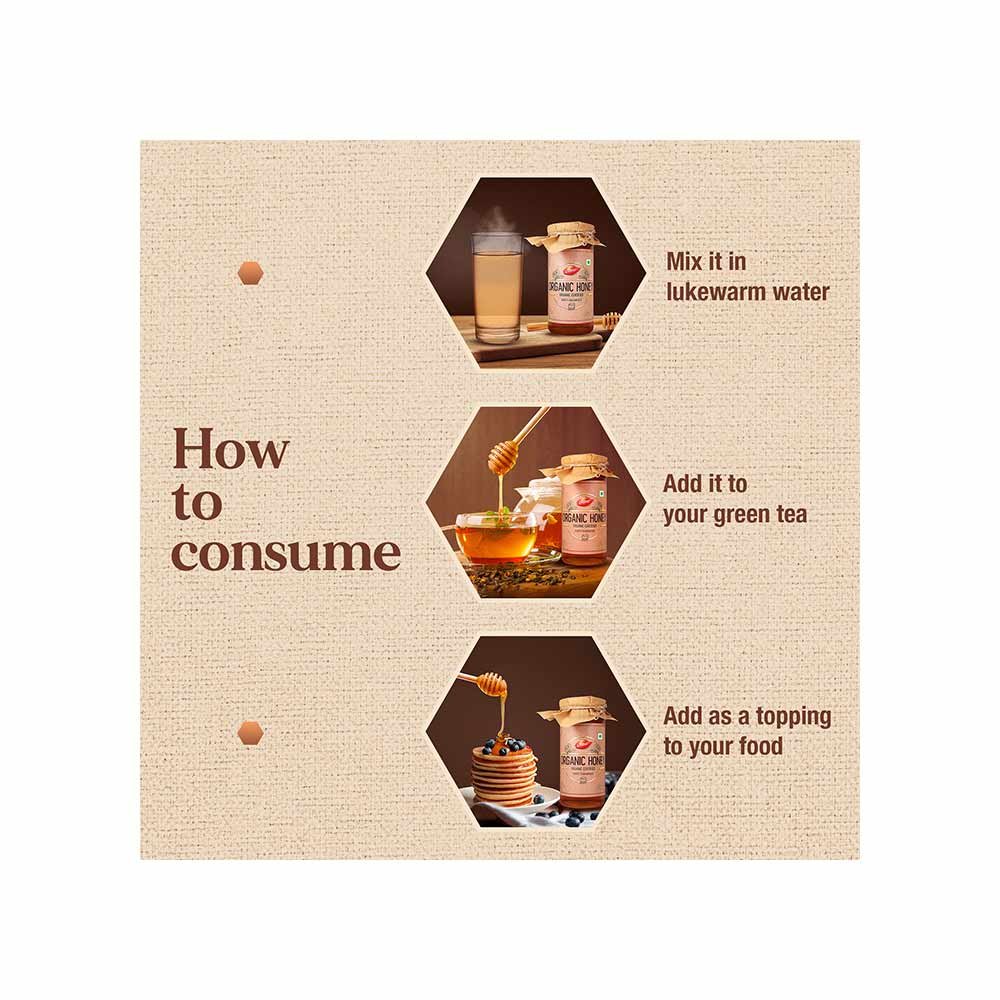 How
to
consume
ORGANIC HONEY
Mix it in
lukewarm water
ORGANIC HONEY
Add it to
your green tea
ORGANIC HONEY
Add as a topping
to your food